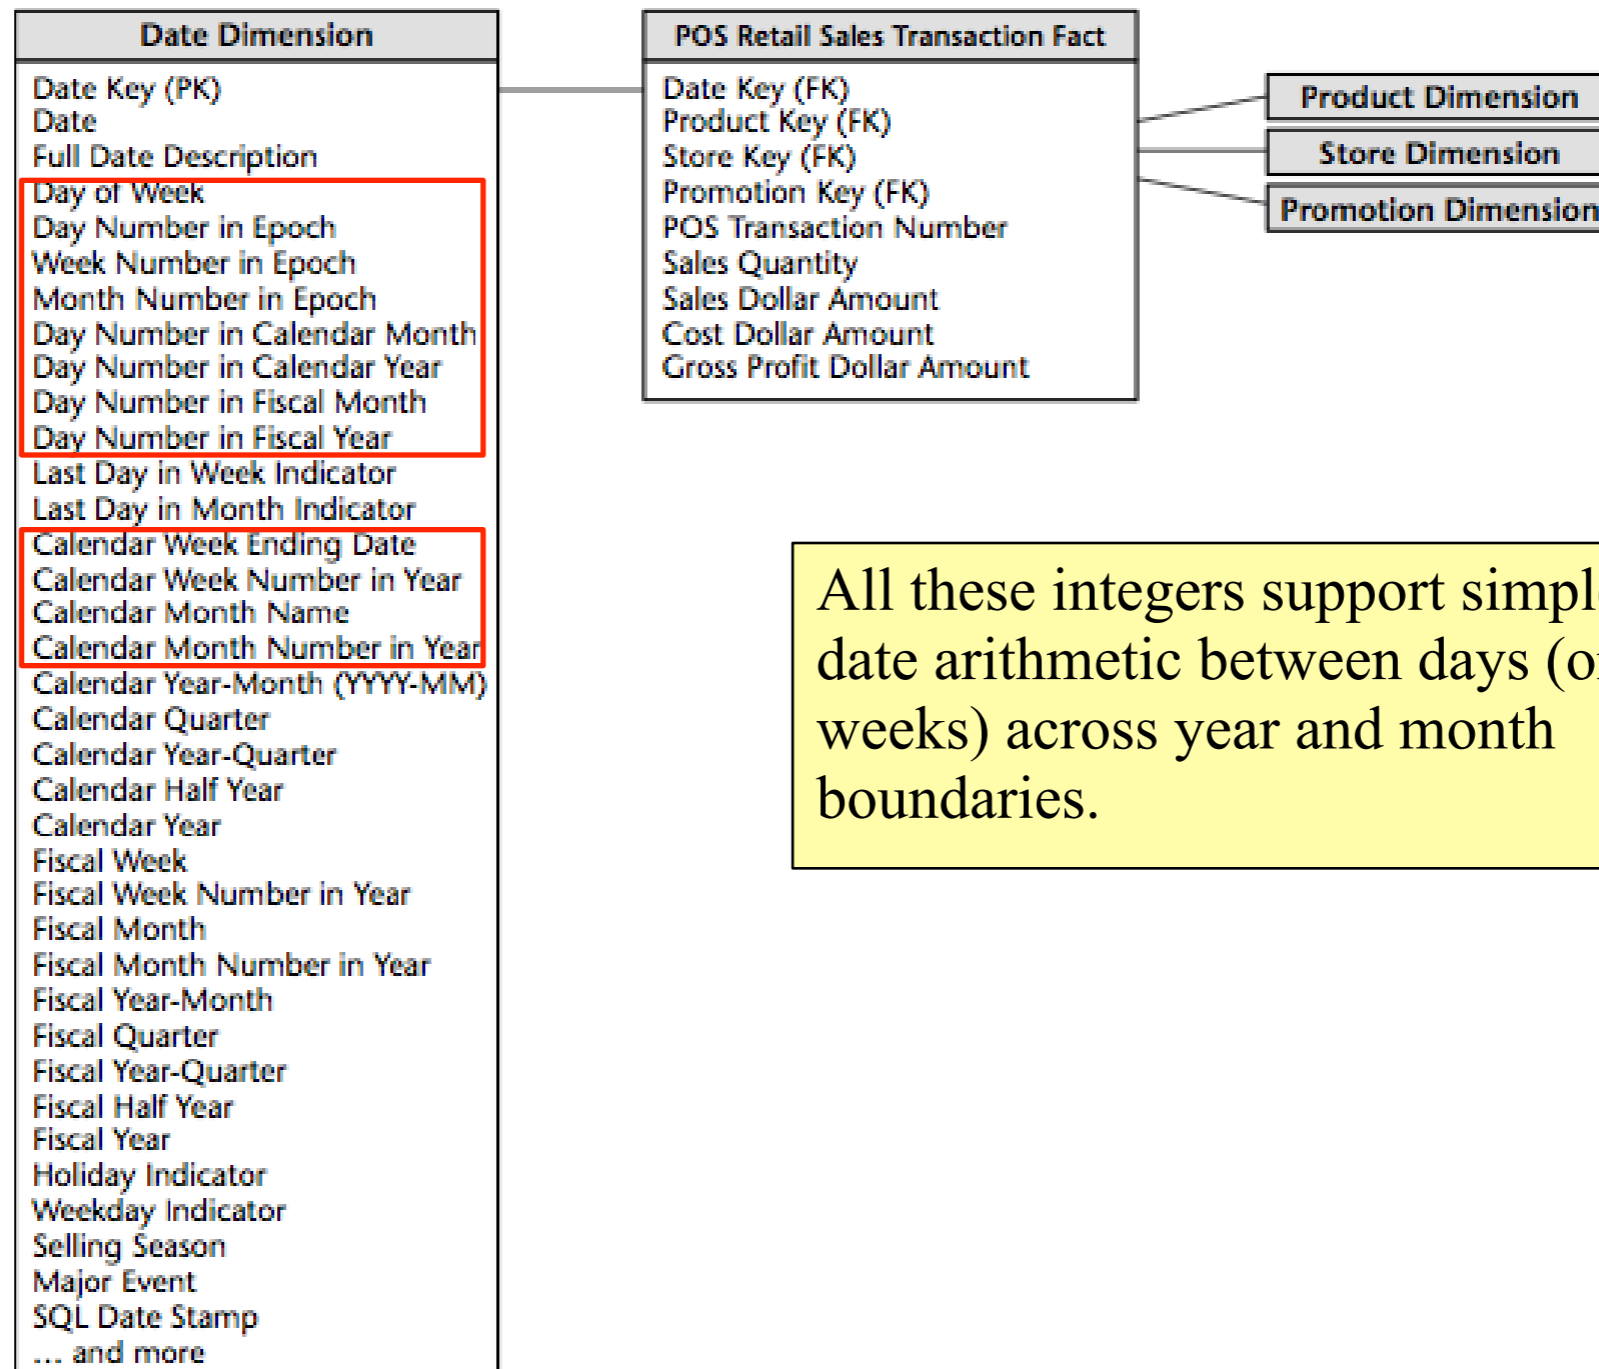 Date Dimension
Date Key (PK)
Date
Full Date Description
Day of Week
Day Number in Epoch
Week Number in Epoch
Month Number in Epoch
Day Number in Calendar Month
Day Number in Calendar Year
Day Number in Fiscal Month
Day Number in Fiscal Year
Last Day in Week Indicator
Last Day in Month Indicator
Calendar Week Ending Date
Calendar Week Number in Year
Calendar Month Name
Calendar Month Number in Year
Calendar Year-Month (YYYY-MM)
Calendar Quarter
Calendar Year-Quarter
Calendar Half Year
Calendar Year
Fiscal Week
Fiscal Week Number in Year
Fiscal Month
Fiscal Month Number in Year
Fiscal Year-Month
Fiscal Quarter
Fiscal Year-Quarter
Fiscal Half Year
Fiscal Year
Holiday Indicator
Weekday Indicator
Selling Season
Major Event
SQL Date Stamp
... and more
POS Retail Sales Transaction Fact
Date Key (FK)
Product Key (FK)
Store Key (FK)
Promotion Key (FK)
POS Transaction Number
Sales Quantity
Sales Dollar Amount
Cost Dollar Amount
Gross Profit Dollar Amount
Product Dimension
Store Dimension
Promotion Dimension
All these integers support simple
date arithmetic between days (or
weeks) across year and month
boundaries.